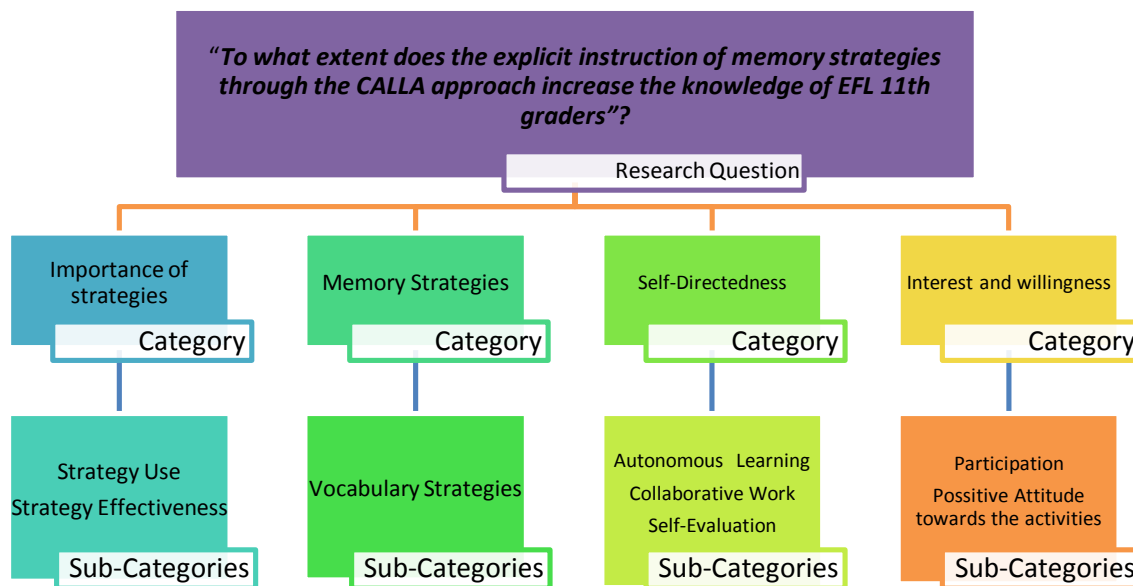 “To what extent does the explicit instruction of memory strategies
through the CALLA approach increase the knowledge of EFL 11th
graders”?
Research Question
Importance of
strategies
Category
Memory Strategies
Category
Self-Directedness
Category
Interest and willingness
Category
Strategy Use
Strategy Effectiveness
Sub-Categories
Vocabulary Strategies
Sub-Categories
Autonomous Learning
Collaborative Work
Self-Evaluation
Sub-Categories
Participation
Possitive Attitude
towards the activities
Sub-Categories